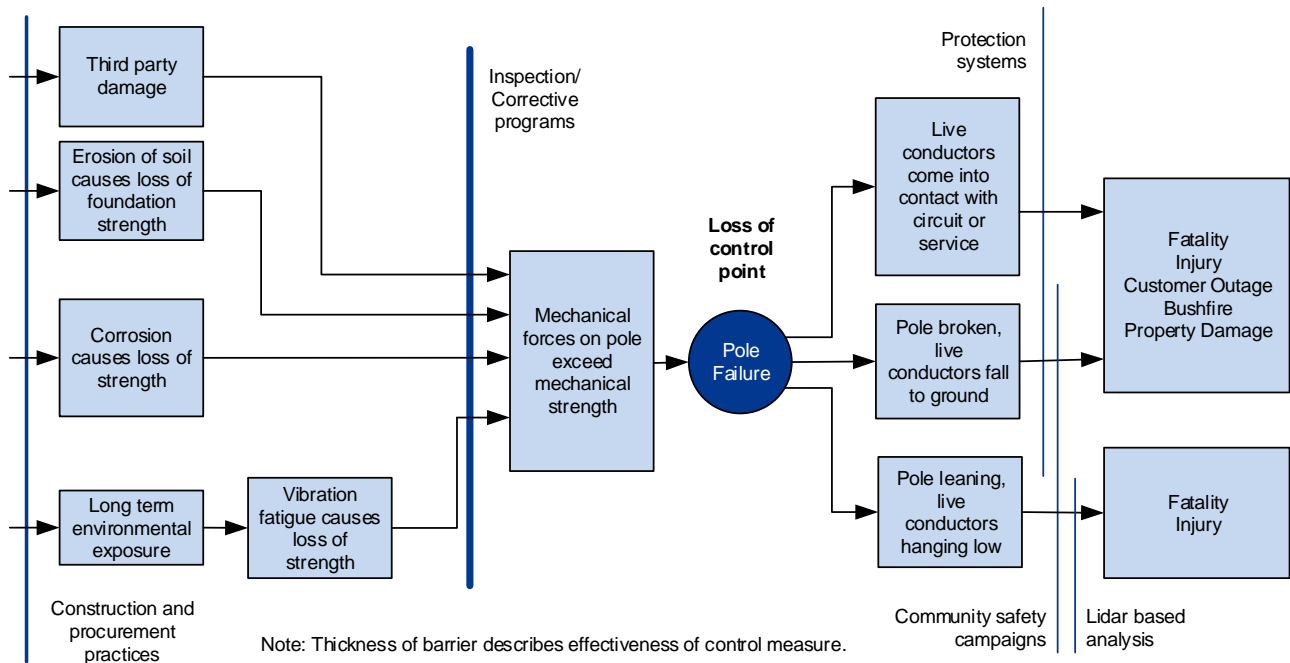 Third party
damage
Erosion of soil
causes loss of
foundation
strength
Corrosion
causes loss of
strength
Long term
environmental
exposure
Vibration
fatigue causes
loss of
strength
Construction and
procurement
practices
Inspection/
Corrective
programs
Mechanical
forces on pole
exceed
mechanical
strength
Loss of
control
point
Pole
Failure
Live
conductors
come into
contact with
circuit or
service
Pole broken,
live
conductors fall
to ground
Pole leaning,
live
conductors
hanging low
Protection
systems
Fatality
Injury
Customer Outage
Bushfire
Property Damage
Fatality
Injury
Community safety
campaigns
Lidar based
analysis
Note: Thickness of barrier describes effectiveness of control measure.